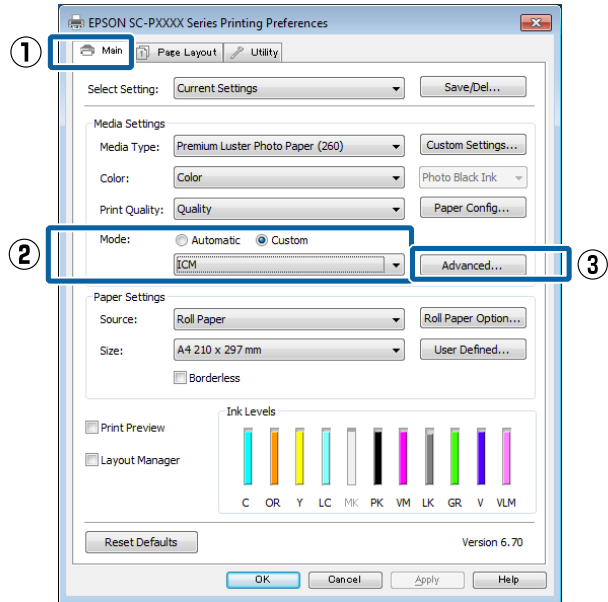 EPSON SC-PXXXX Series Printing Preferences
① Main Page Layout Utility
Select Setting: Current Settings Save/Del...
Media Settings
Media Type: Premium Luster Photo Paper (260) Custom Settings...
Color: Color Photo Black Ink
Print Quality: Quality Paper Config...
Mode: Automatic Custom
② ICM Advanced... ③
Paper Settings
Source: Roll Paper Roll Paper Option...
Size: A4 210 x 297 mm User Defined...
Borderless
Ink Levels
Print Preview
Layout Manager
C OR Y LC MK PK VM LK GR V VLM
Reset Defaults Version 6.70
OK Cancel Apply Help